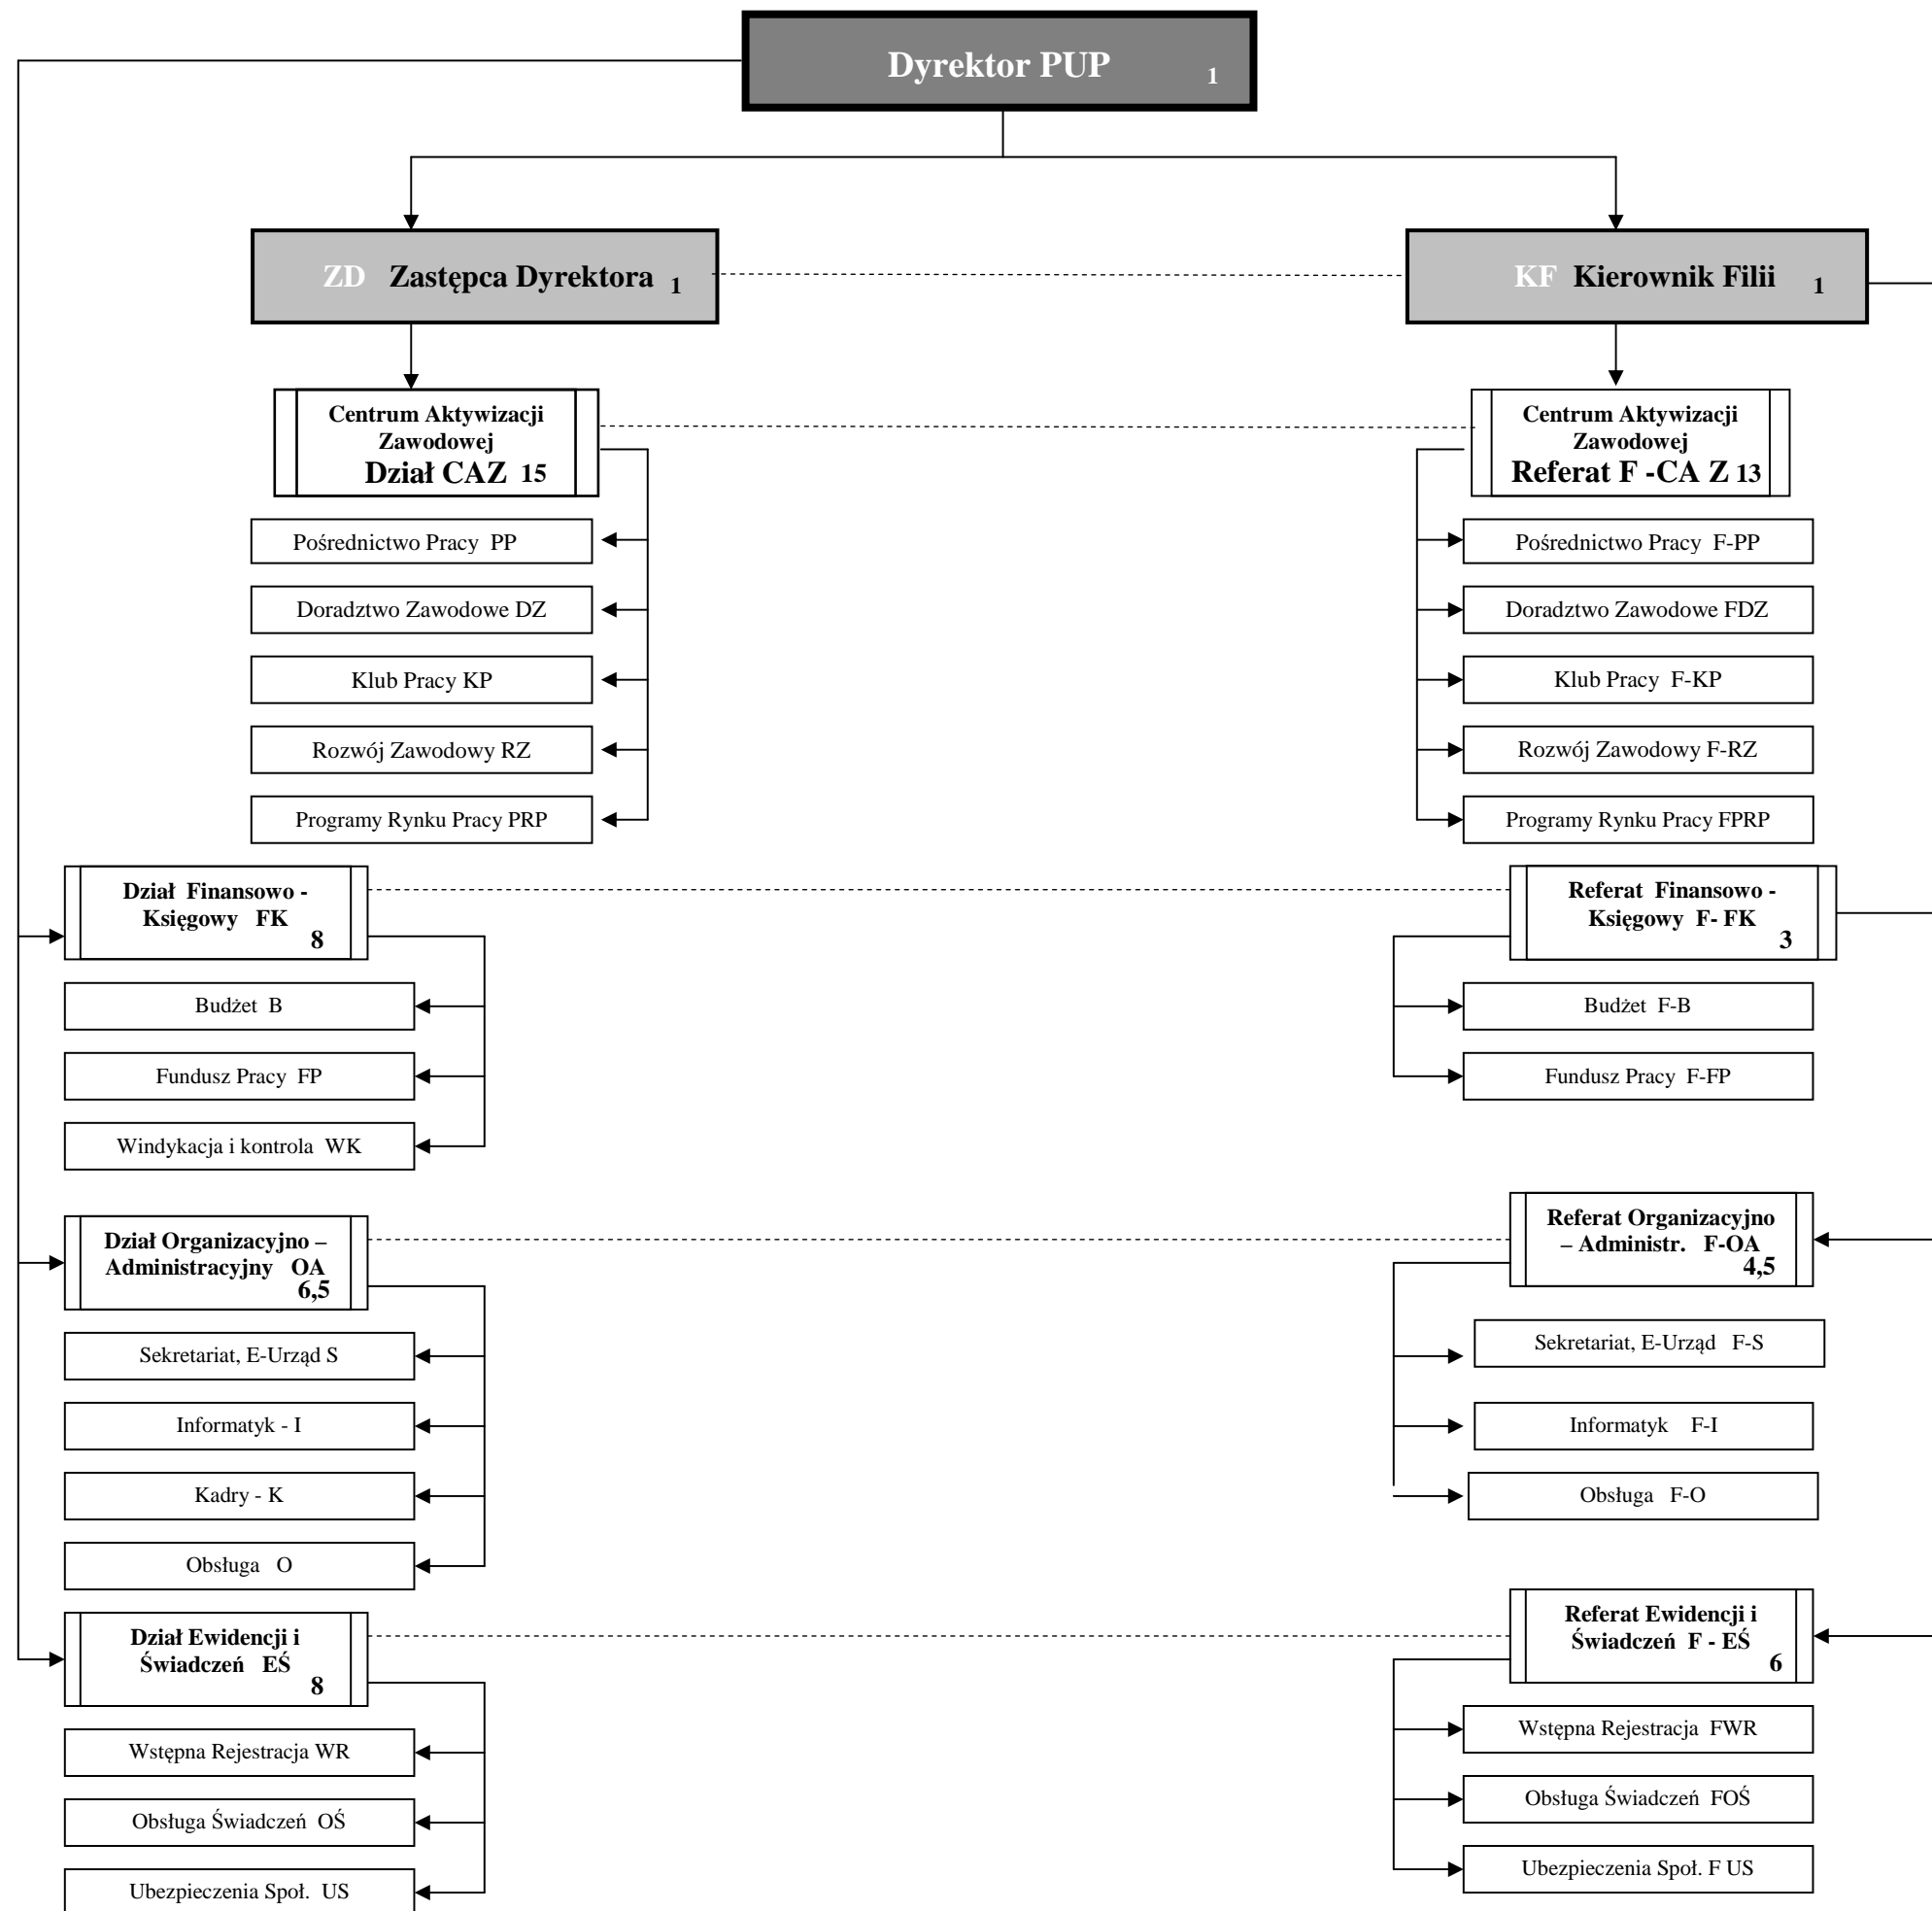 Dyrektor PUP 1
ZD Zastępca Dyrektora 1
KF Kierownik Filii 1
Centrum Aktywizacji
Zawodowej
Dział CAZ 15
Pośrednictwo Pracy PP
Doradztwo Zawodowe DZ
Klub Pracy KP
Rozwój Zawodowy RZ
Programy Rynku Pracy PRP
Centrum Aktywizacji
Zawodowej
Referat F -CA Z 13
Pośrednictwo Pracy F-PP
Doradztwo Zawodowe FDZ
Klub Pracy F-KP
Rozwój Zawodowy F-RZ
Programy Rynku Pracy FPRP
Dział Finansowo -
Księgowy FK
8
Budżet B
Fundusz Pracy FP
Windykacja i kontrola WK
Referat Finansowo -
Księgowy F- FK
3
Budżet F-B
Fundusz Pracy F-FP
Dział Organizacyjno –
Administracyjny OA
6,5
Sekretariat, E-Urząd S
Informatyk - I
Kadry - K
Obsługa O
Referat Organizacyjno
– Administr. F-OA
4,5
Sekretariat, E-Urząd F-S
Informatyk F-I
Obsługa F-O
Dział Ewidencji i
Świadczeń EŚ
8
Wstępna Rejestracja WR
Obsługa Świadczeń OŚ
Ubezpieczenia Społ. US
Referat Ewidencji i
Świadczeń F - EŚ
6
Wstępna Rejestracja FWR
Obsługa Świadczeń FOŚ
Ubezpieczenia Społ. F US